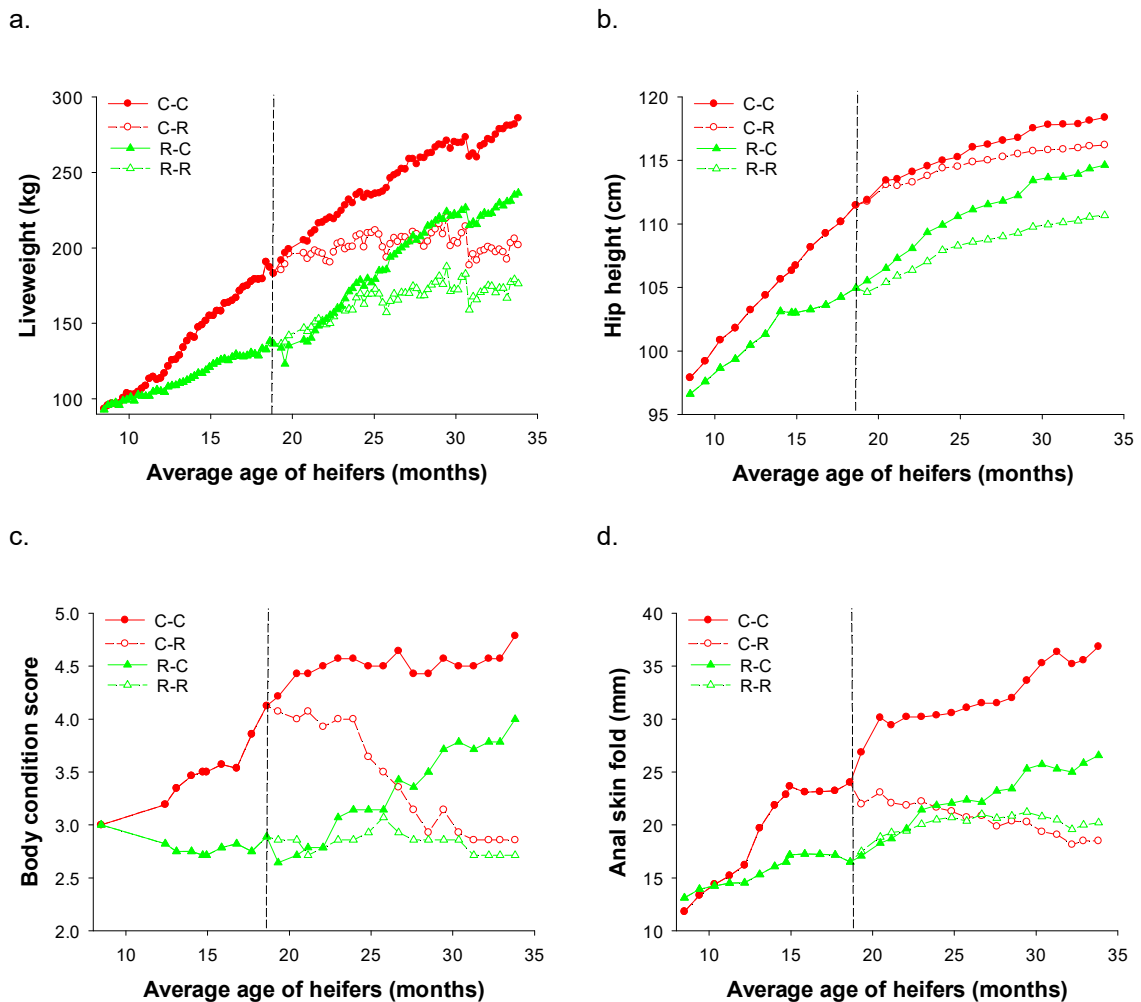 a.
Liveweight (kg)
300
250
200
150
100
C-C
C-R
R-C
R-R
10 15 20 25 30 35
Average age of heifers (months)
b.
Hip height (cm)
120
115
110
105
100
95
C-C
C-R
R-C
R-R
10 15 20 25 30 35
Average age of heifers (months)
c.
Body condition score
5.0
4.5
4.0
3.5
3.0
2.5
2.0
C-C
C-R
R-C
R-R
10 15 20 25 30 35
Average age of heifers (months)
d.
Anal skin fold (mm)
40
35
30
25
20
15
10
C-C
C-R
R-C
R-R
10 15 20 25 30 35
Average age of heifers (months)